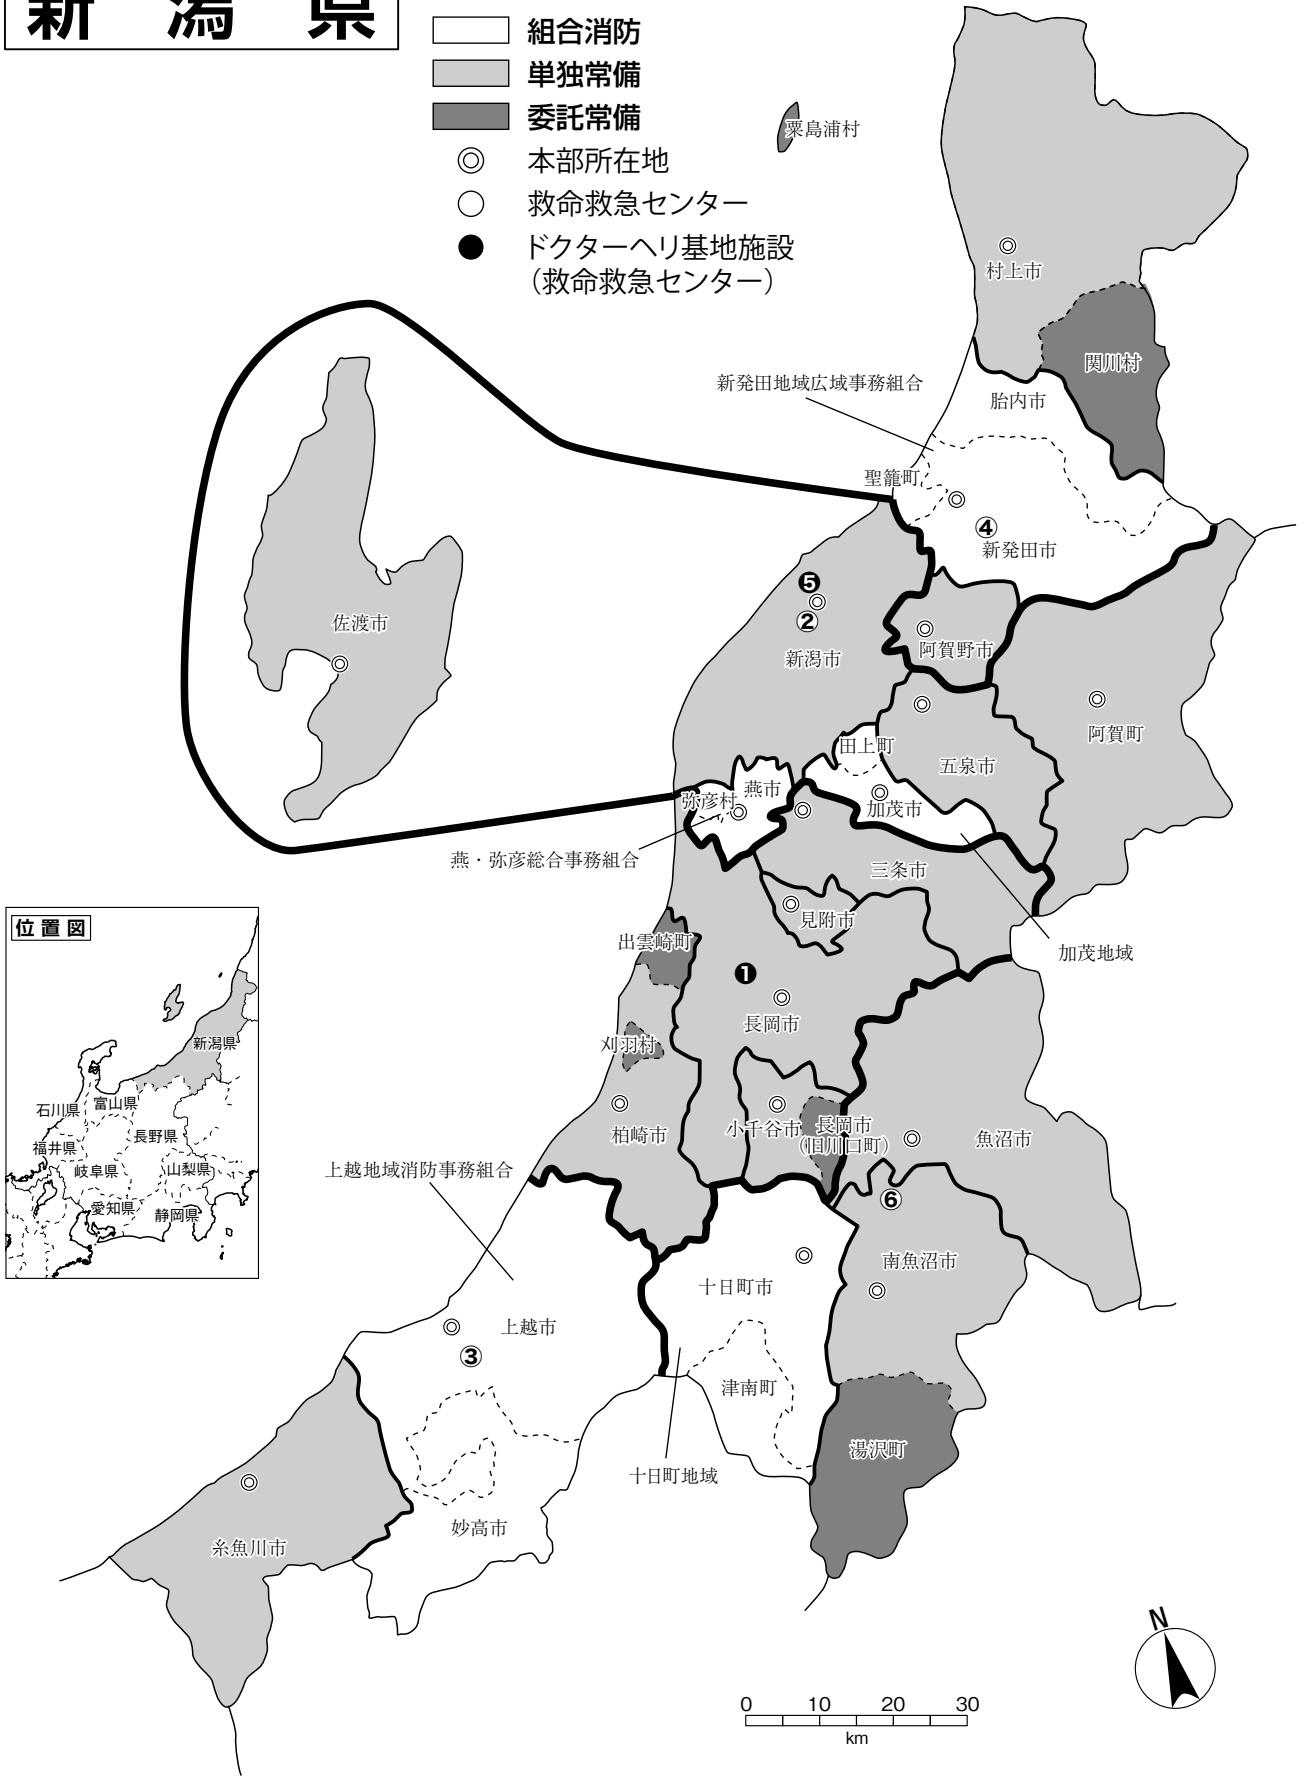 新潟県
組合消防
単独常備
委託常備
本部所在地
救命救急センター
ドクターヘリ基地施設
（救命救急センター）
粟島浦村
村上市
関川村
新発田地域広域事務組合
胎内市
聖籠町
④
新発田市
❺
②
新潟市
阿賀野市
佐渡市
阿賀町
田上町
五泉市
弥彦村
燕市
加茂市
燕・弥彦総合事務組合
三条市
見附市
出雲崎町
加茂地域
❶
長岡市
刈羽村
柏崎市
小千谷市
長岡市
（旧川口町）
魚沼市
上越地域消防事務組合
⑥
南魚沼市
十日町市
上越市
③
津南町
湯沢町
十日町地域
妙高市
糸魚川市
位置図
新潟県
石川県
富山県
長野県
福井県
岐阜県
山梨県
愛知県
静岡県
N
0 10 20 30
km